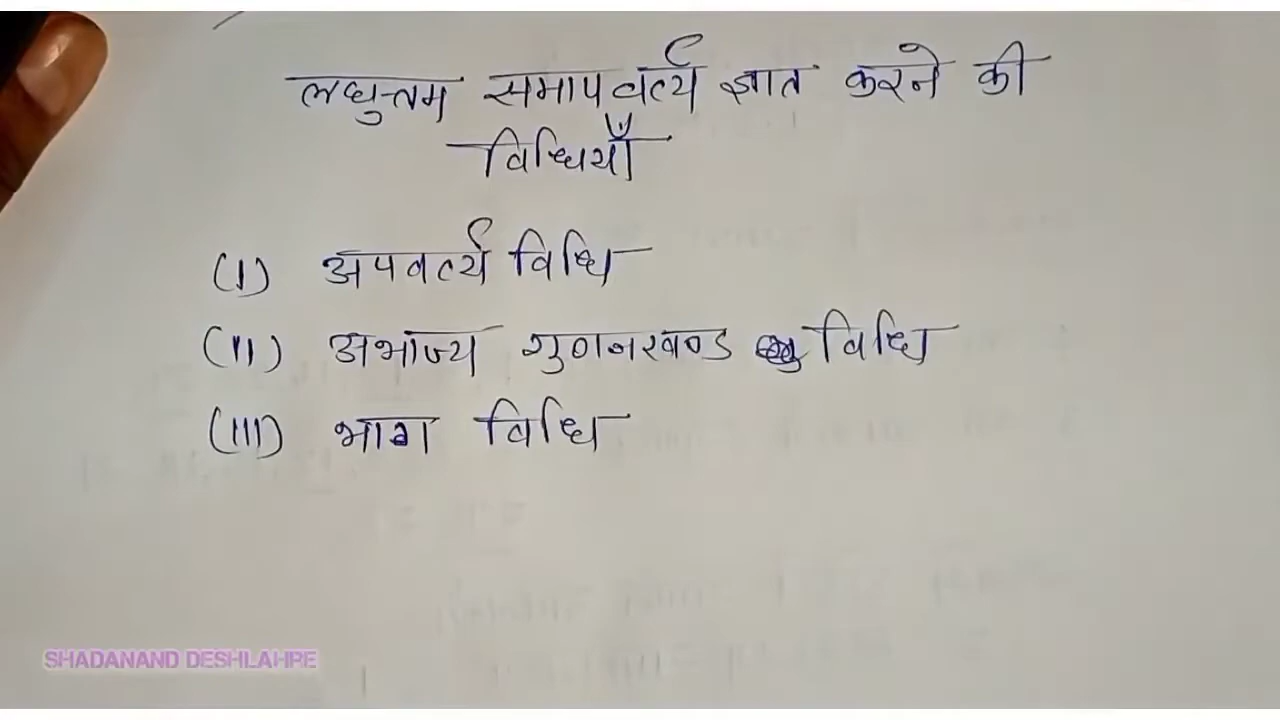 लघुत्तम समापवर्त्य ज्ञात करने की
विधियाँ
(I) अपवर्त्य विधि
(II) अभाज्य गुणनखण्ड विधि
(III) भाग विधि
SHADANAND DESHLAHRE